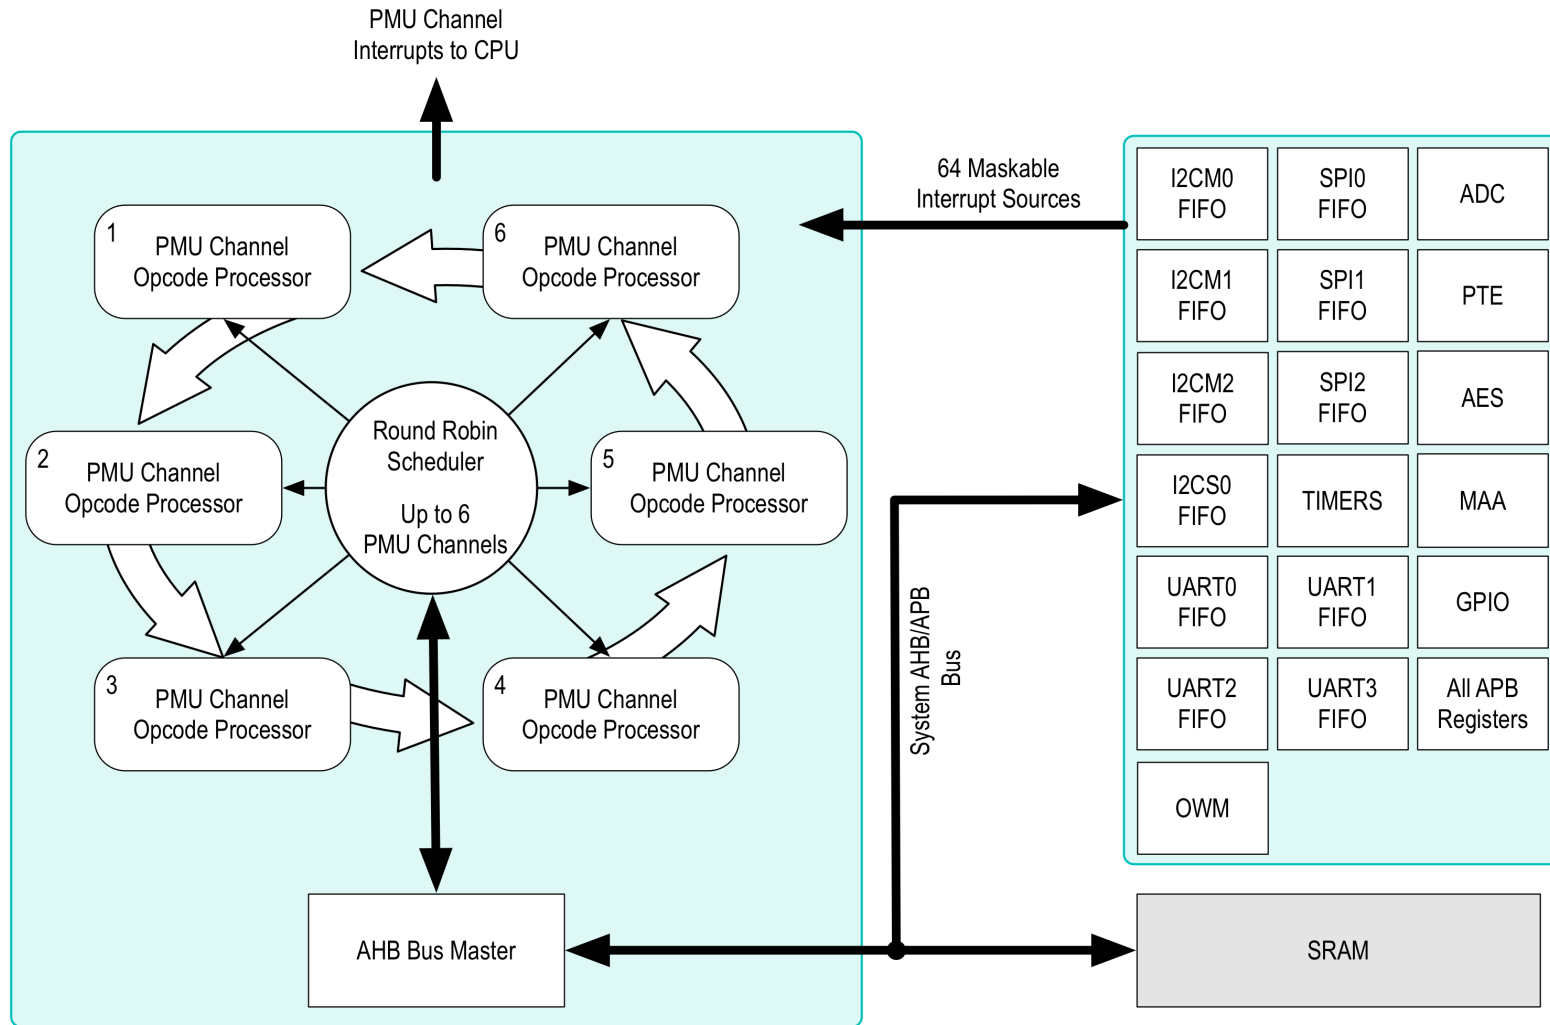 PMU Channel
Interrupts to CPU
64 Maskable
Interrupt Sources
1
PMU Channel
Opcode Processor
6
PMU Channel
Opcode Processor
2
PMU Channel
Opcode Processor
Round Robin
Scheduler
Up to 6
PMU Channels
5
PMU Channel
Opcode Processor
3
PMU Channel
Opcode Processor
4
PMU Channel
Opcode Processor
AHB Bus Master
System AHB/APB
Bus
I2CM0
FIFO
SPI0
FIFO
ADC
I2CM1
FIFO
SPI1
FIFO
PTE
I2CM2
FIFO
SPI2
FIFO
AES
I2CS0
FIFO
TIMERS
MAA
UART0
FIFO
UART1
FIFO
GPIO
UART2
FIFO
UART3
FIFO
All APB
Registers
OWM
SRAM